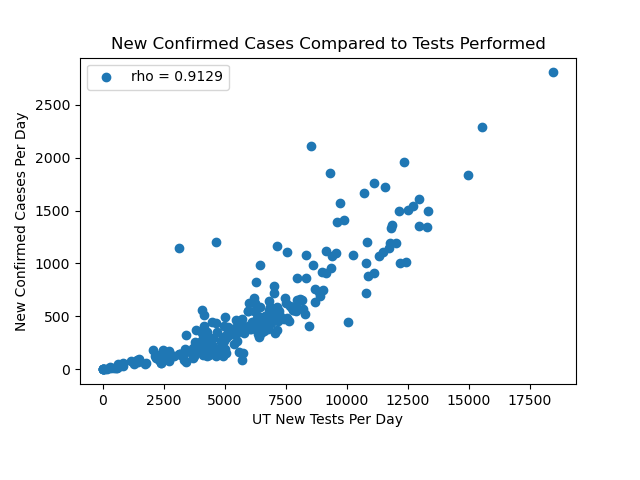 New Confirmed Cases Compared to Tests Performed
rho = 0.9129
New Confirmed Caeses Per Day
2500
2000
1500
1000
500
0
0 2500 5000 7500 10000 12500 15000 17500
UT New Tests Per Day